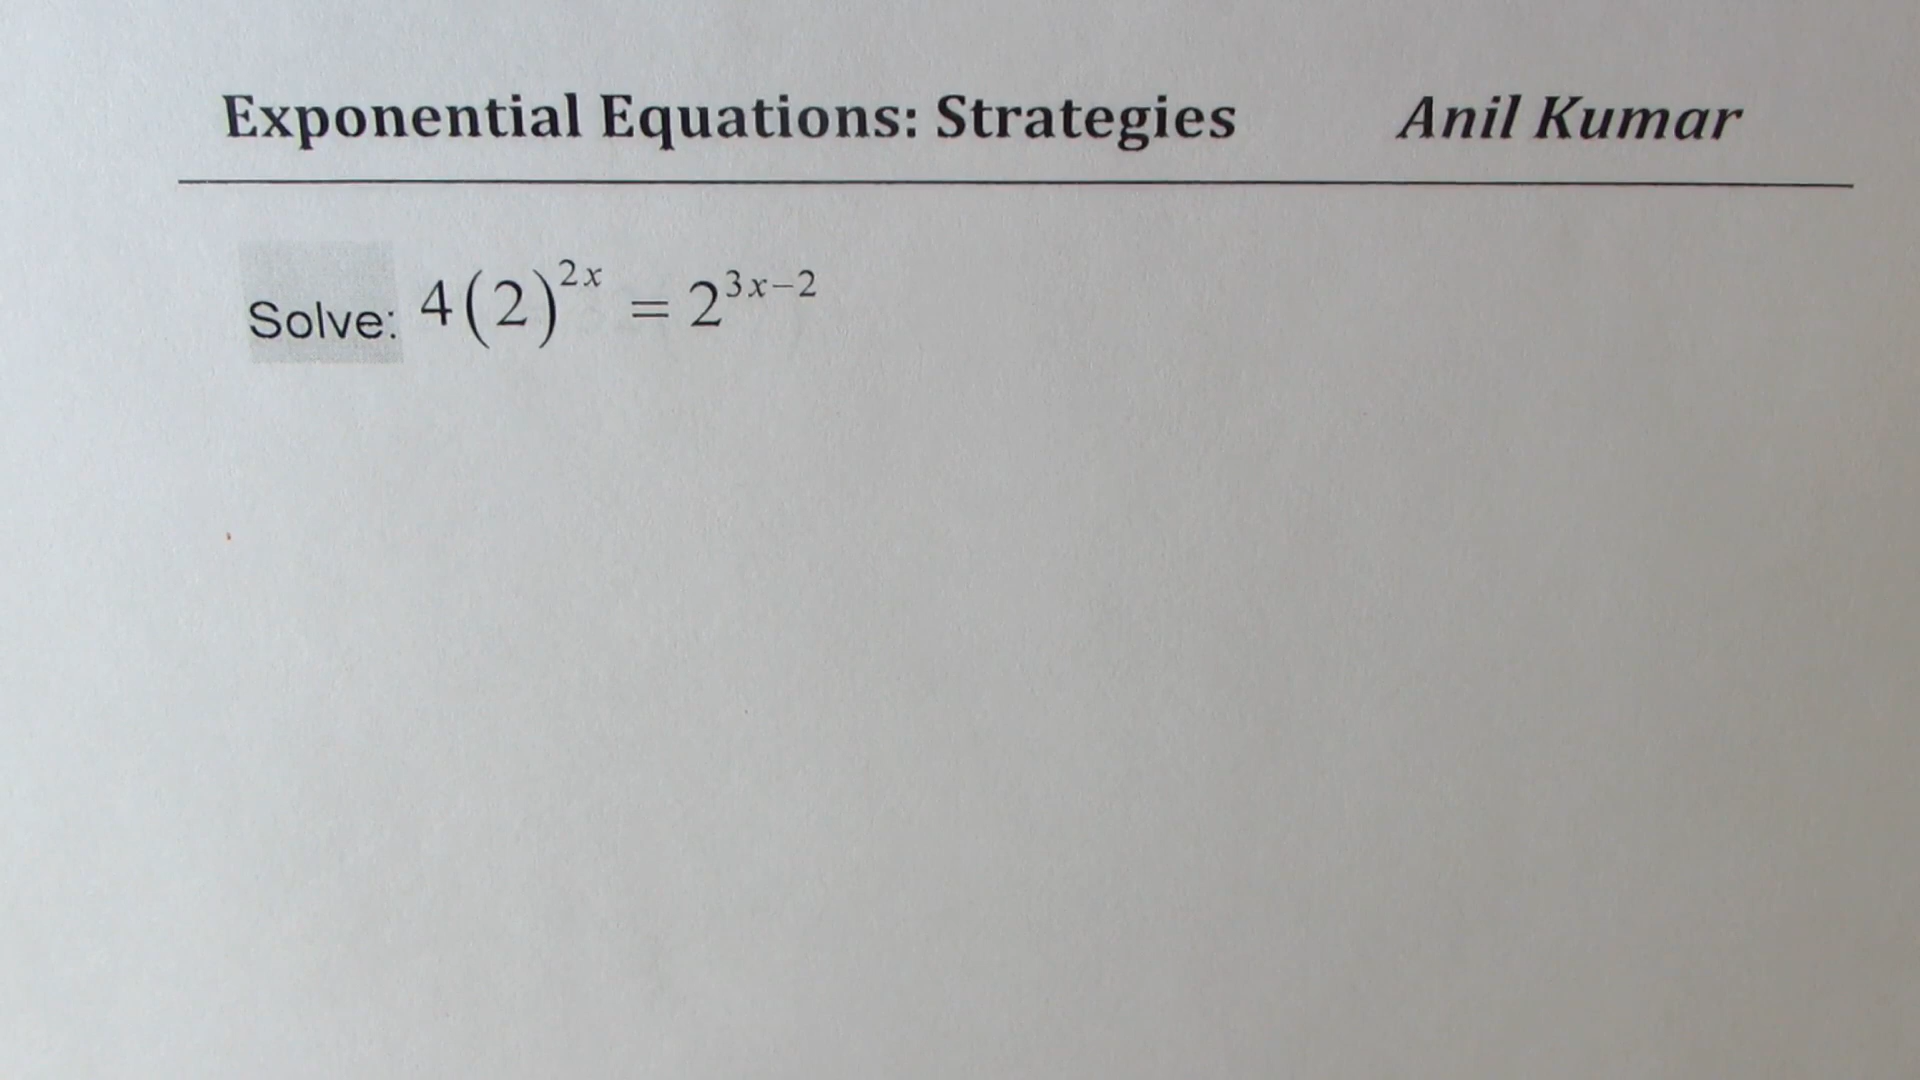 Exponential Equations: Strategies Anil Kumar
Solve: 4(2)^{2x} = 2^{3x-2}